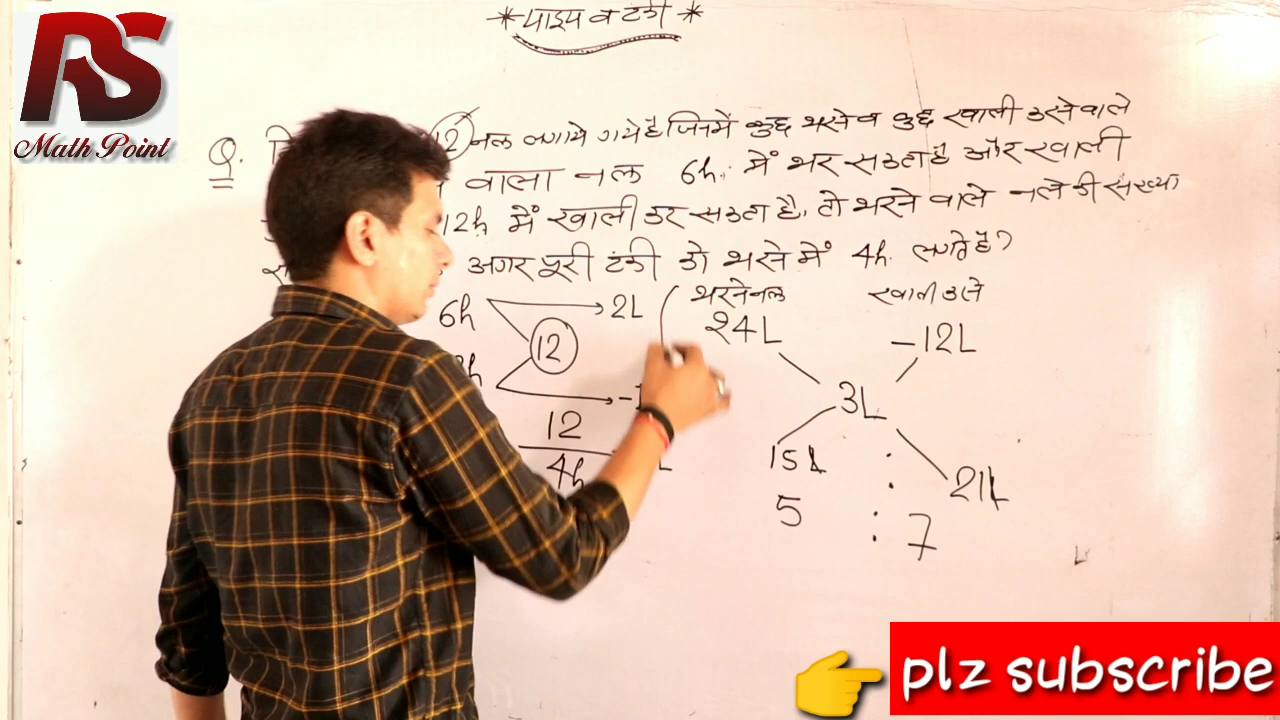 * पाइप व टंकी *
RS
Math Point
Q. 12 नल लगाये गये है जिनमें कुछ भरने व कुछ खाली करने वाले
वाला नल 6h. में भर सकता है और खाली
12h में खाली कर सकता है, तो भरने वाले नलो की संख्या
अगर पूरी टंकी को भरने में 4h. लगते है?
भरने नल खाली करने
6h 2L 24L -12L
12
3L
12
4h
15L 21L
5 : 7
plz subscribe